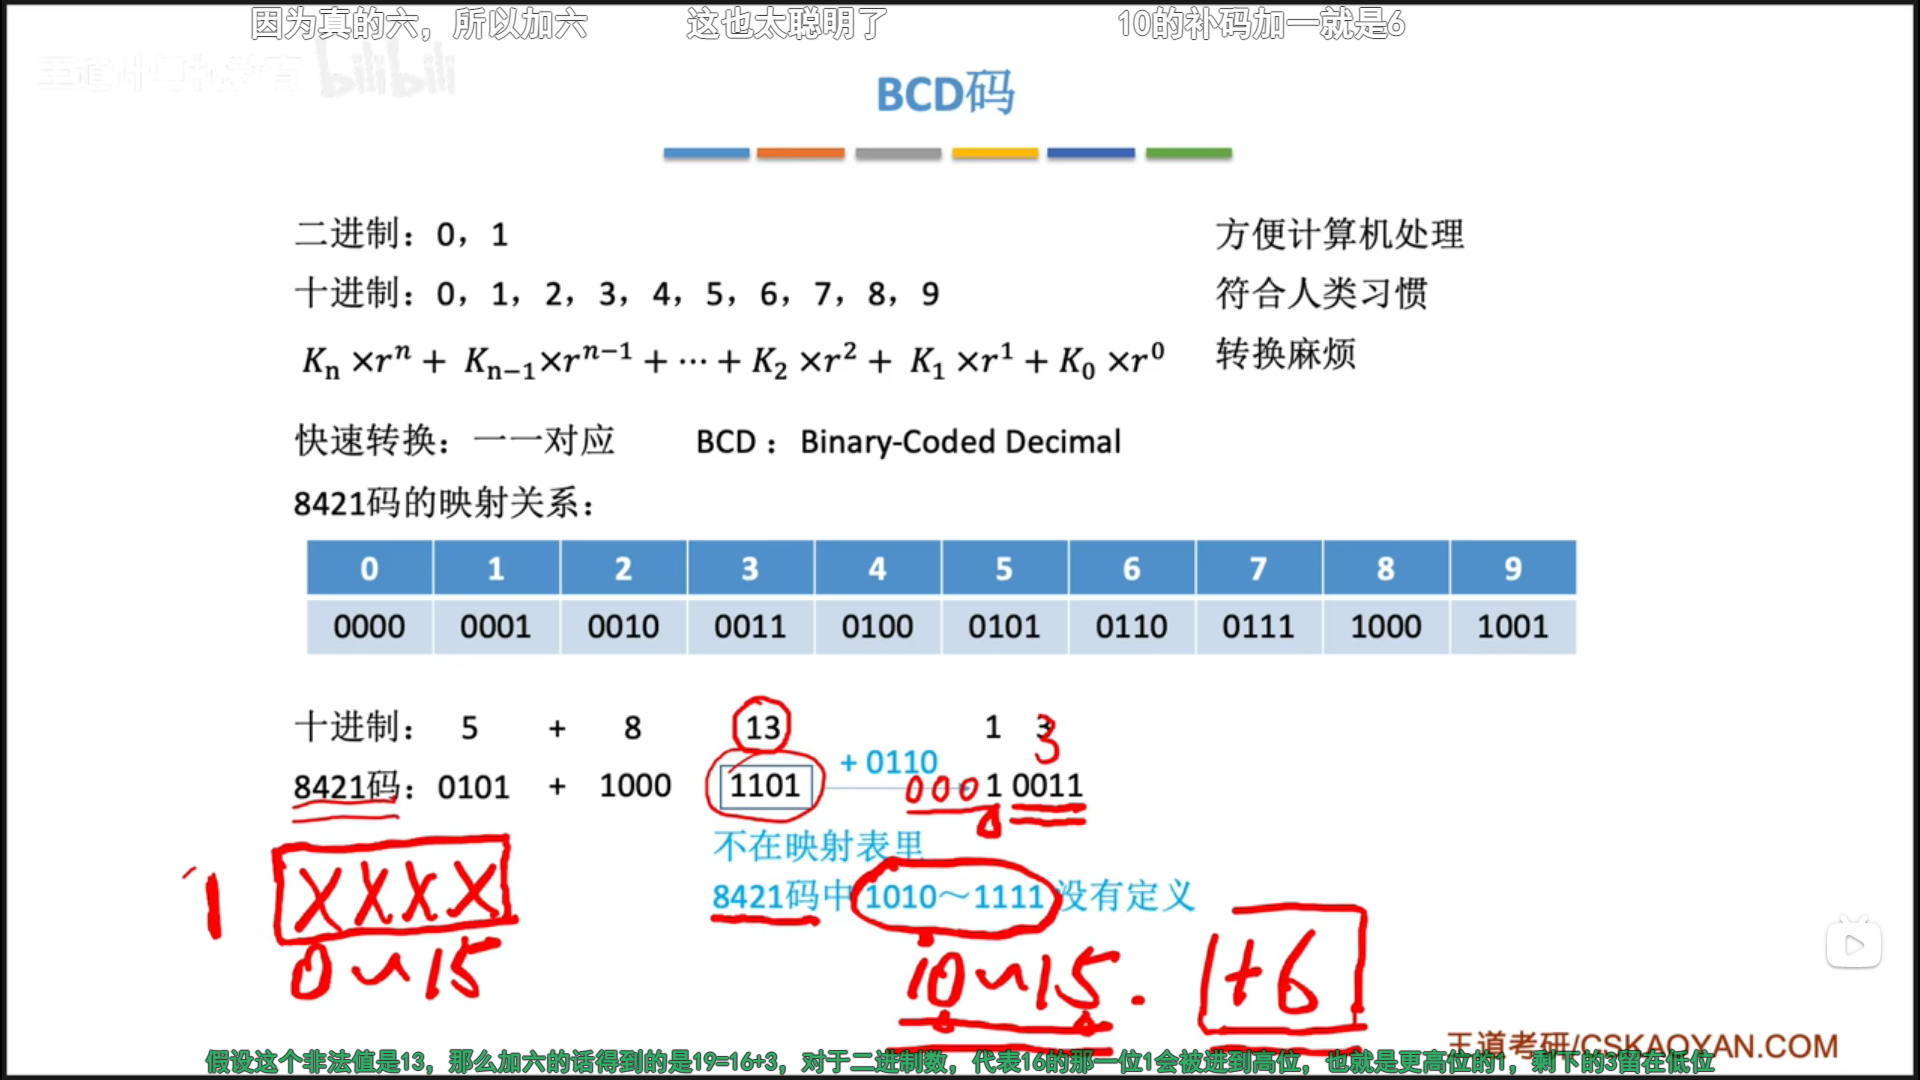 因为真的六，所以加六 这也太聪明了 10的补码加一就是6
bilibili
BCD码
二进制：0，1 方便计算机处理
十进制：0，1，2，3，4，5，6，7，8，9 符合人类习惯
Kₙ ×rⁿ + Kₙ₋₁×rⁿ⁻¹ + ⋯ + K₂ ×r² + K₁ ×r¹ + K₀ ×r⁰ 转换麻烦
快速转换：一一对应 BCD：Binary-Coded Decimal
8421码的映射关系：
0 1 2 3 4 5 6 7 8 9
0000 0001 0010 0011 0100 0101 0110 0111 1000 1001
十进制： 5 + 8 13 1 3
+ 0110
8421码：0101 + 1000 1101 000 1 0011
不在映射表里
1 XXXX
8421码中 1010～1111 没有定义
0~15
10~15. +6
王道考研/CSKAOYAN.COM
假设这个非法值是13，那么加六的话得到的是19=16+3，对于二进制数，代表16的那一位1会被进到高位，也就是更高位的1，剩下的3留在低位